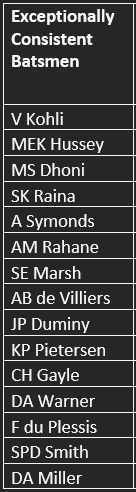 Exceptionally
Consistent
Batsmen
V Kohli
MEK Hussey
MS Dhoni
SK Raina
A Symonds
AM Rahane
SE Marsh
AB de Villiers
JP Duminy
KP Pietersen
CH Gayle
DA Warner
F du Plessis
SPD Smith
DA Miller